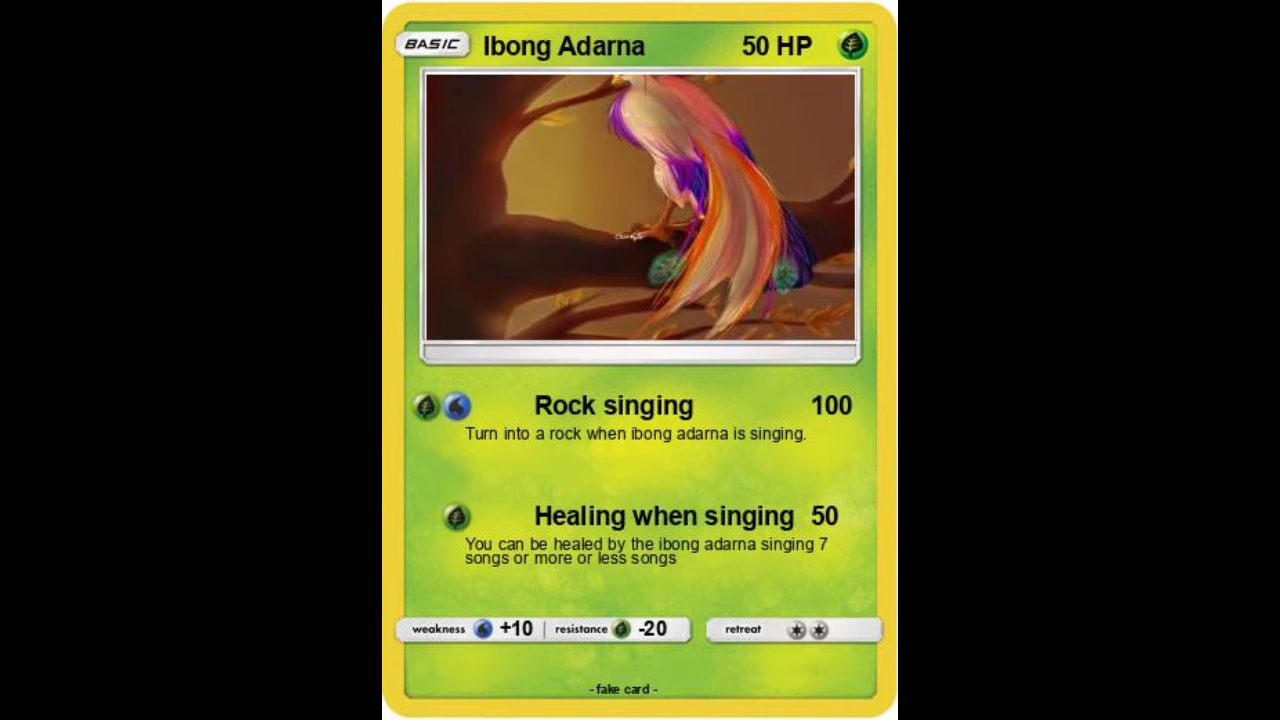 BASIC Ibong Adarna 50 HP
Rock singing 100
Turn into a rock when ibong adarna is singing.
Healing when singing 50
You can be healed by the ibong adarna singing 7
songs or more or less songs
weakness +10 resistance -20 retreat
- fake card -